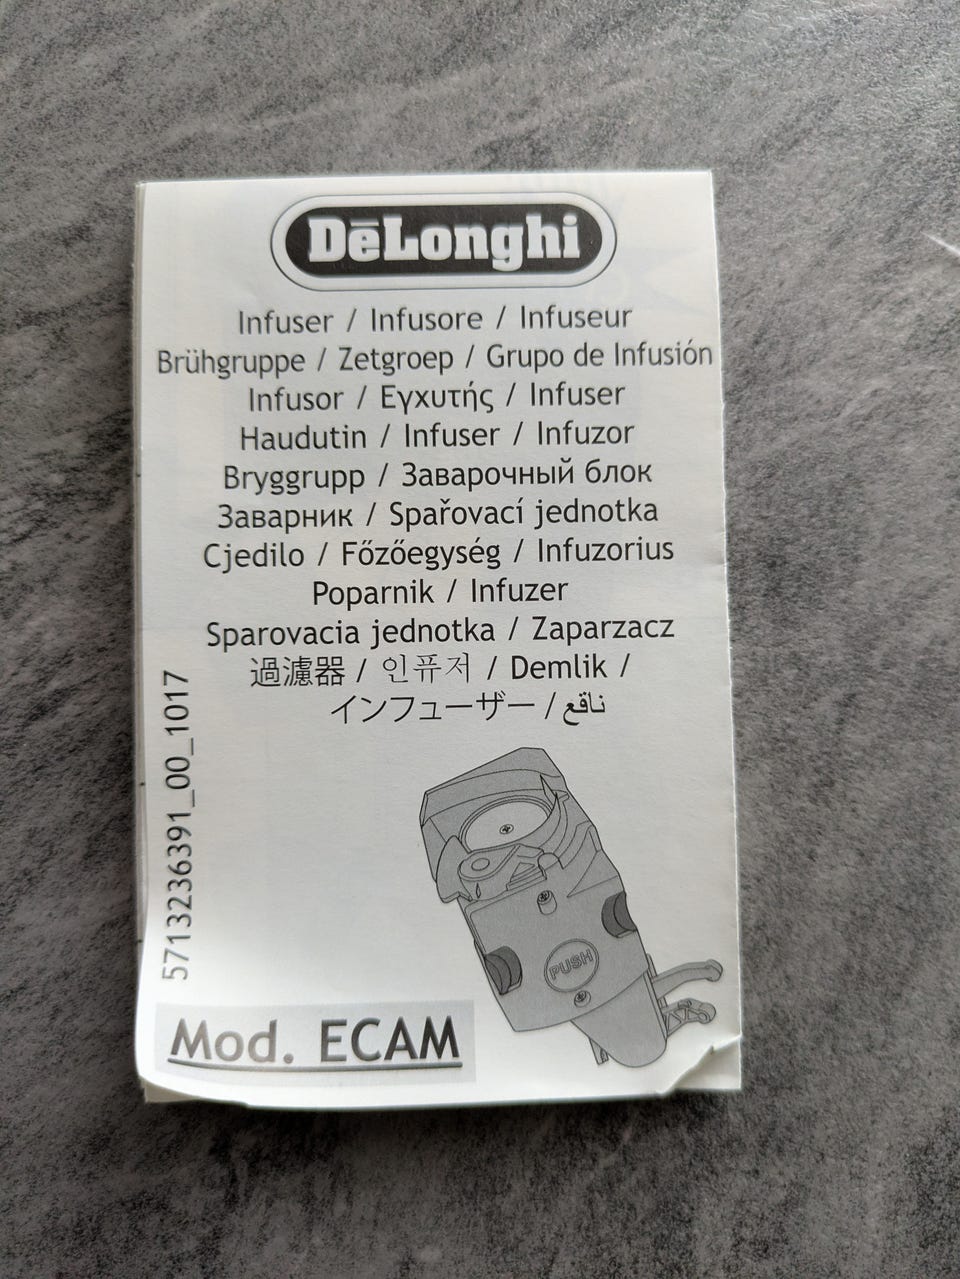 DēLonghi
Infuser / Infusore / Infuseur
Brühgruppe / Zetgroep / Grupo de Infusión
Infusor / Εγχυτής / Infuser
Haudutin / Infuser / Infuzor
Bryggrupp / Заварочный блок
Заварник / Spařovací jednotka
Cjedilo / Főzőegység / Infuzorius
Poparnik / Infuzer
Sparovacia jednotka / Zaparzacz
過濾器 / 인퓨저 / Demlik /
インフューザー / ناقع
5713236391_00_1017
PUSH
Mod. ECAM